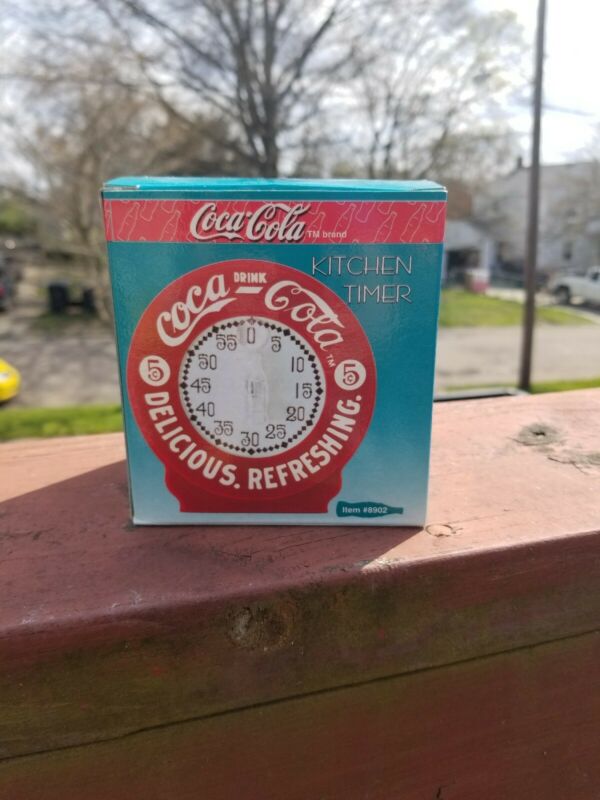 Coca-Cola TM brand
KITCHEN
TIMER
DRINK
Coca-Cola TM
5¢ 5¢
DELICIOUS. REFRESHING.
0
55 5
50 10
45 15
40 20
35 25
30
Item #8902